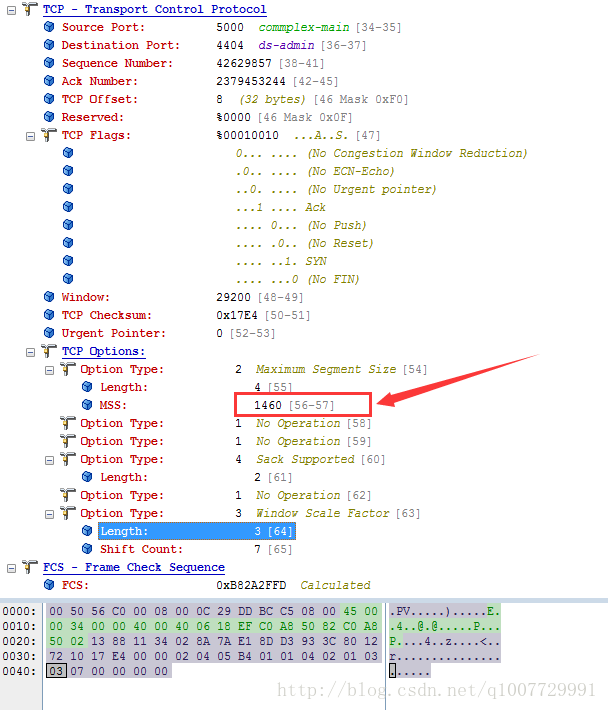 TCP - Transport Control Protocol
Source Port: 5000 commplex-main [34-35]
Destination Port: 4404 ds-admin [36-37]
Sequence Number: 42629857 [38-41]
Ack Number: 2379453244 [42-45]
TCP Offset: 8 (32 bytes) [46 Mask 0xF0]
Reserved: %0000 [46 Mask 0x0F]
TCP Flags: %00010010 ...A..S. [47]
0... .... (No Congestion Window Reduction)
.0.. .... (No ECN-Echo)
..0. .... (No Urgent pointer)
...1 .... Ack
.... 0... (No Push)
.... .0.. (No Reset)
.... ..1. SYN
.... ...0 (No FIN)
Window: 29200 [48-49]
TCP Checksum: 0x17E4 [50-51]
Urgent Pointer: 0 [52-53]
TCP Options:
Option Type: 2 Maximum Segment Size [54]
Length: 4 [55]
MSS: 1460 [56-57]
Option Type: 1 No Operation [58]
Option Type: 1 No Operation [59]
Option Type: 4 Sack Supported [60]
Length: 2 [61]
Option Type: 1 No Operation [62]
Option Type: 3 Window Scale Factor [63]
Length: 3 [64]
Shift Count: 7 [65]
FCS - Frame Check Sequence
FCS: 0xB82A2FFD Calculated
0000: 00 50 56 C0 00 08 00 0C 29 DD BC C5 08 00 45 00 .PV.....).....E.
0010: 00 34 00 00 40 00 40 06 18 EF C0 A8 50 82 C0 A8 .4..@.@.....P...
0020: 50 02 13 88 11 34 02 8A 7A E1 8D D3 93 3C 80 12 P....4..z....<..
0030: 72 10 17 E4 00 00 02 04 05 B4 01 01 04 02 01 03 r...............
0040: 03 07 00 00 00 00 ......
http://blog.csdn.net/q1007729991